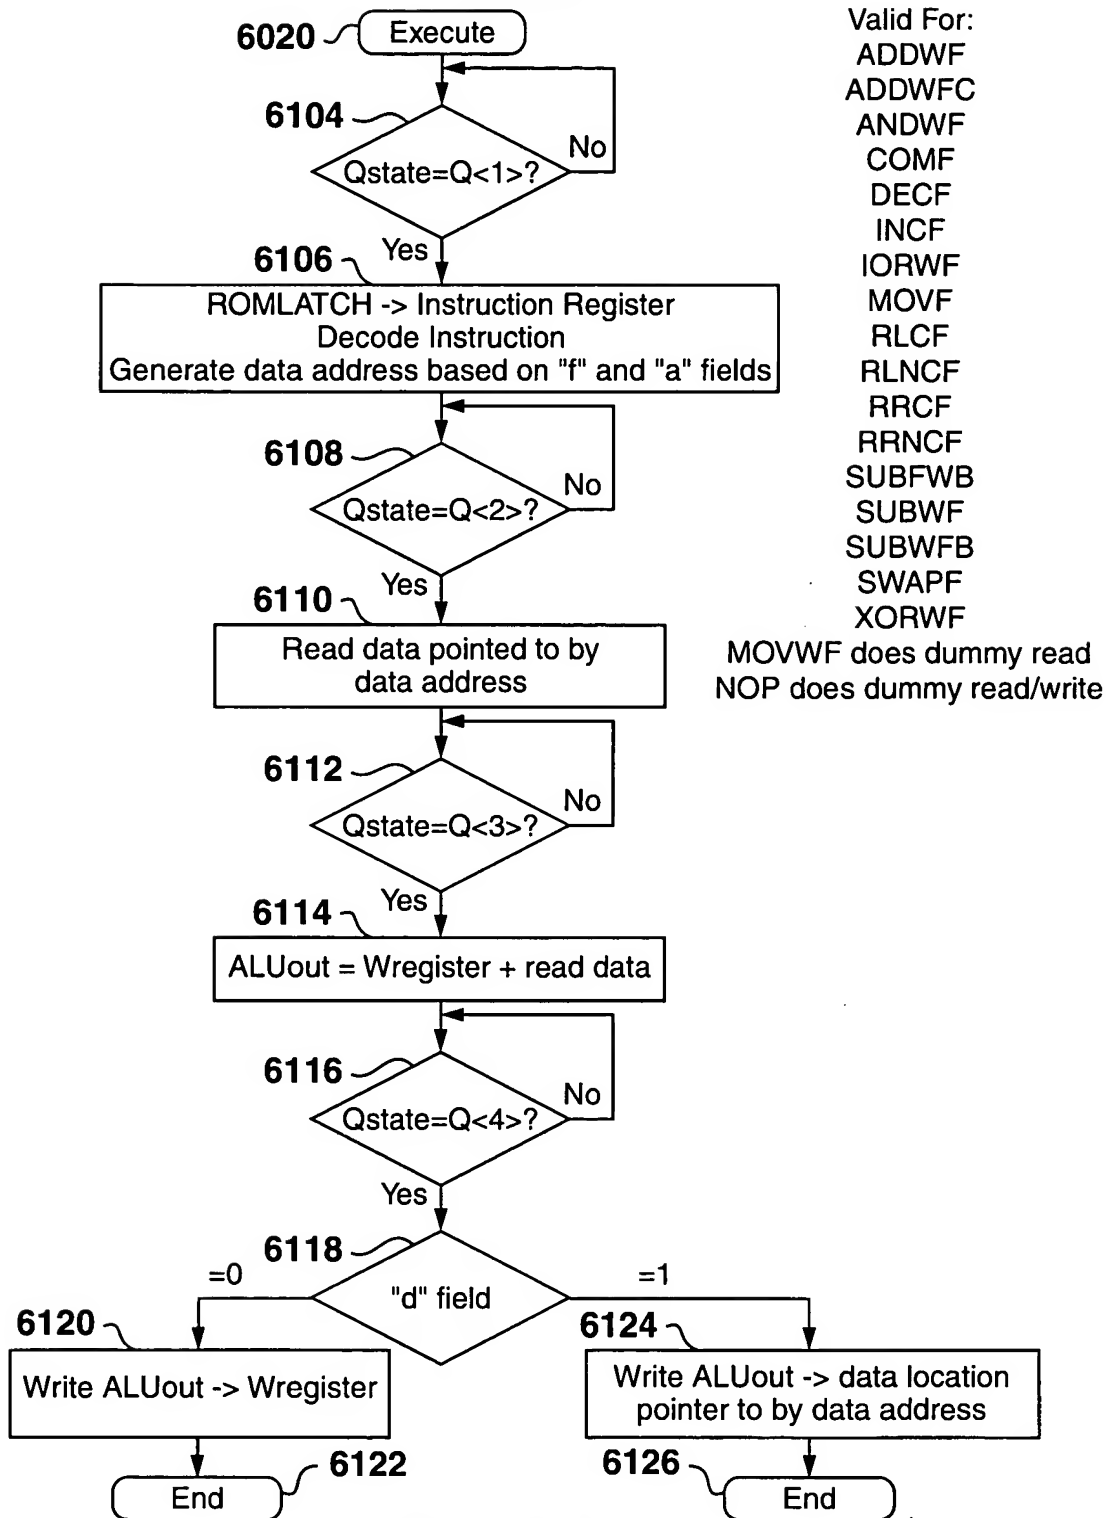 6020
Execute
6104
Qstate=Q<1>?
No
Yes
6106
ROMLATCH -> Instruction Register
Decode Instruction
Generate data address based on "f" and "a" fields
6108
Qstate=Q<2>?
No
Yes
6110
Read data pointed to by
data address
6112
Qstate=Q<3>?
No
Yes
6114
ALUout = Wregister + read data
6116
Qstate=Q<4>?
No
Yes
6118
"d" field
=0
=1
6120
Write ALUout -> Wregister
6122
End
6124
Write ALUout -> data location
pointer to by data address
6126
End
Valid For:
ADDWF
ADDWFC
ANDWF
COMF
DECF
INCF
IORWF
MOVF
RLCF
RLNCF
RRCF
RRNCF
SUBFWB
SUBWF
SUBWFB
SWAPF
XORWF
MOVWF does dummy read
NOP does dummy read/write